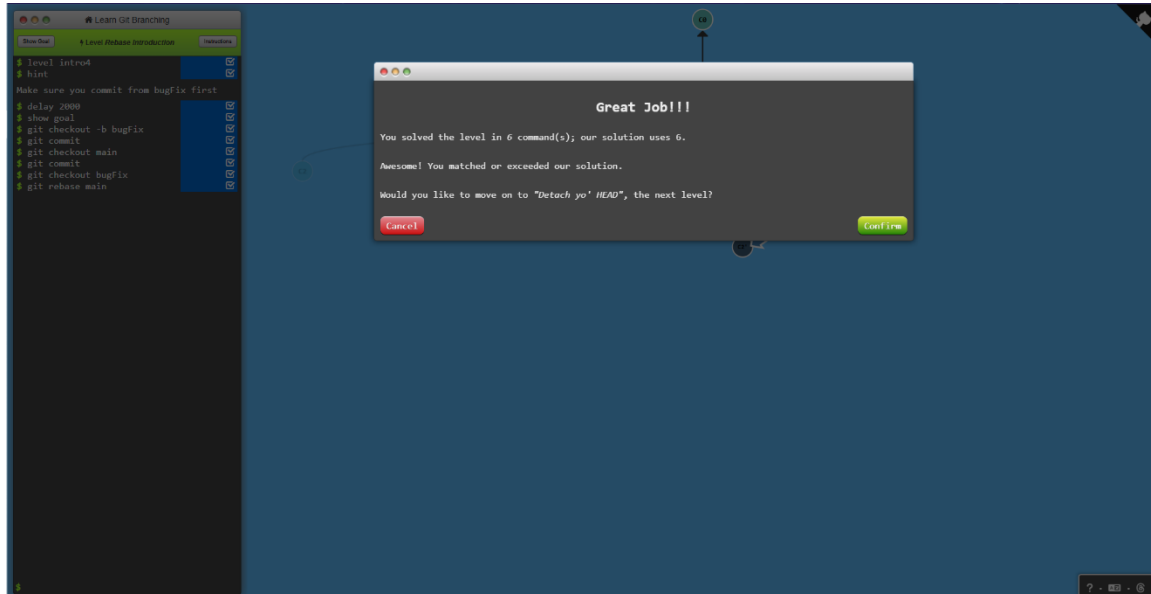 Learn Git Branching
Show Goal
Level Rebase Introduction
Instructions
$ level intro4
$ hint
Make sure you commit from bugFix first
$ delay 2000
$ show goal
$ git checkout -b bugFix
$ git commit
$ git checkout main
$ git commit
$ git checkout bugFix
$ git rebase main
$
C0
Great Job!!!
You solved the level in 6 command(s); our solution uses 6.
Awesome! You matched or exceeded our solution.
Would you like to move on to "Detach yo' HEAD", the next level?
Cancel
Confirm
?